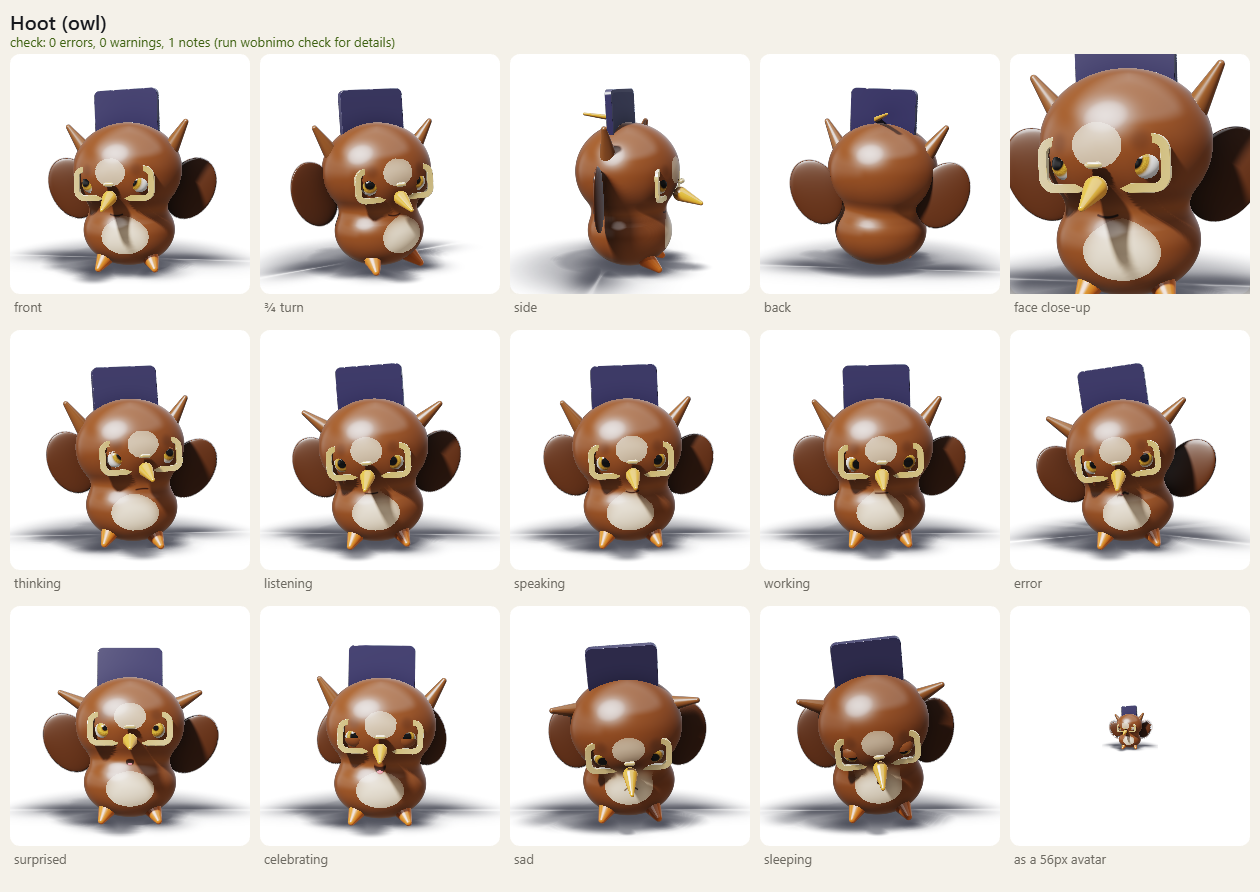 Hoot (owl)
check: 0 errors, 0 warnings, 1 notes (run wobnimo check for details)
front
¾ turn
side
back
face close-up
thinking
listening
speaking
working
error
surprised
celebrating
sad
sleeping
as a 56px avatar